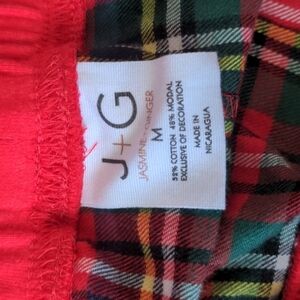 J+G
JASMINE + GINGER
M
52% COTTON 48% MODAL
EXCLUSIVE OF DECORATION
MADE IN
NICARAGUA